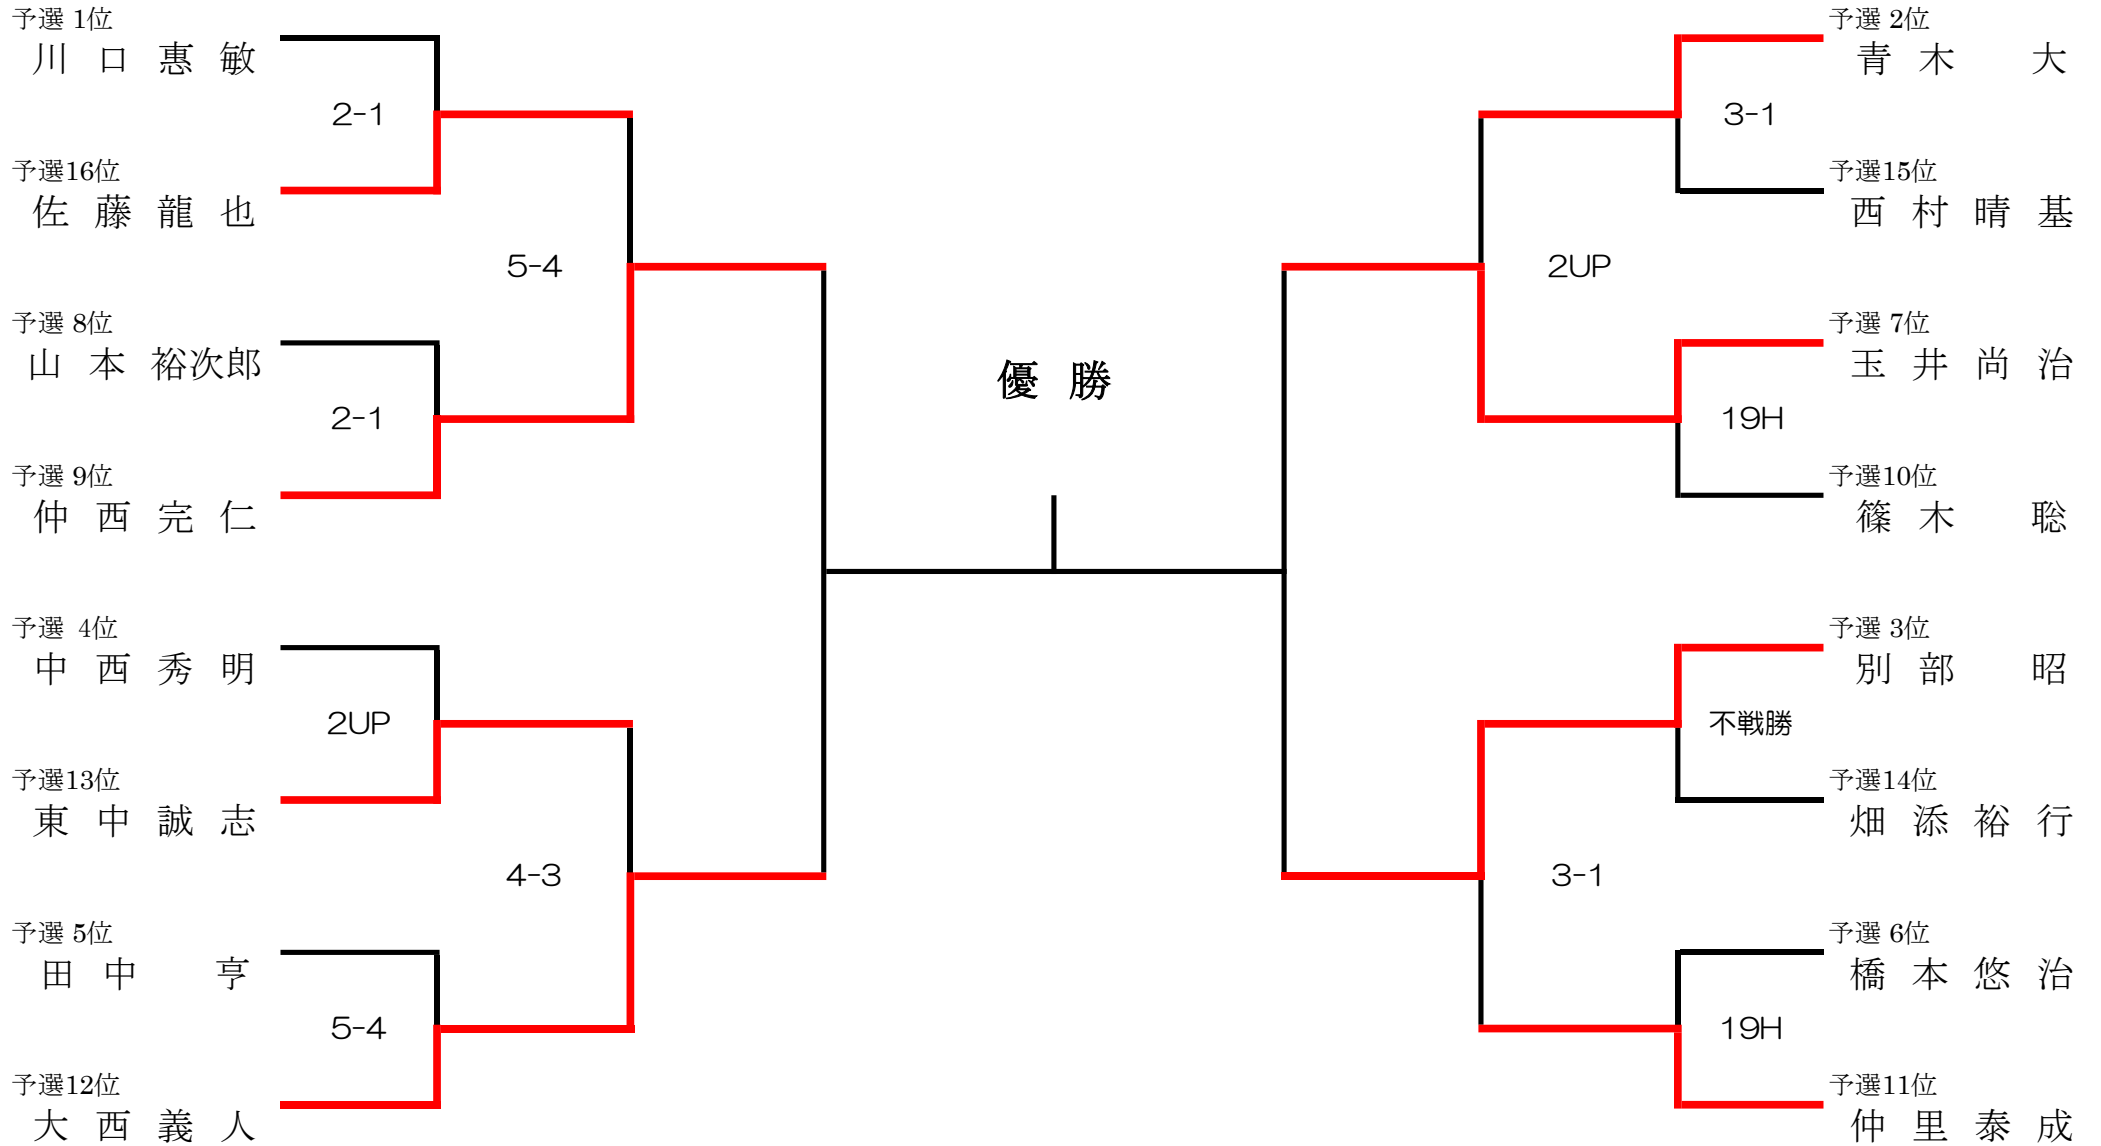 予選 1位
川口惠敏
2-1
予選16位
佐藤龍也
5-4
予選 8位
山本裕次郎
2-1
予選 9位
仲西完仁
予選 4位
中西秀明
2UP
予選13位
東中誠志
4-3
予選 5位
田中 亨
5-4
予選12位
大西義人
優勝
予選 2位
青木 大
3-1
予選15位
西村晴基
2UP
予選 7位
玉井尚治
19H
予選10位
篠木 聡
予選 3位
別部 昭
不戦勝
予選14位
畑添裕行
3-1
予選 6位
橋本悠治
19H
予選11位
仲里泰成